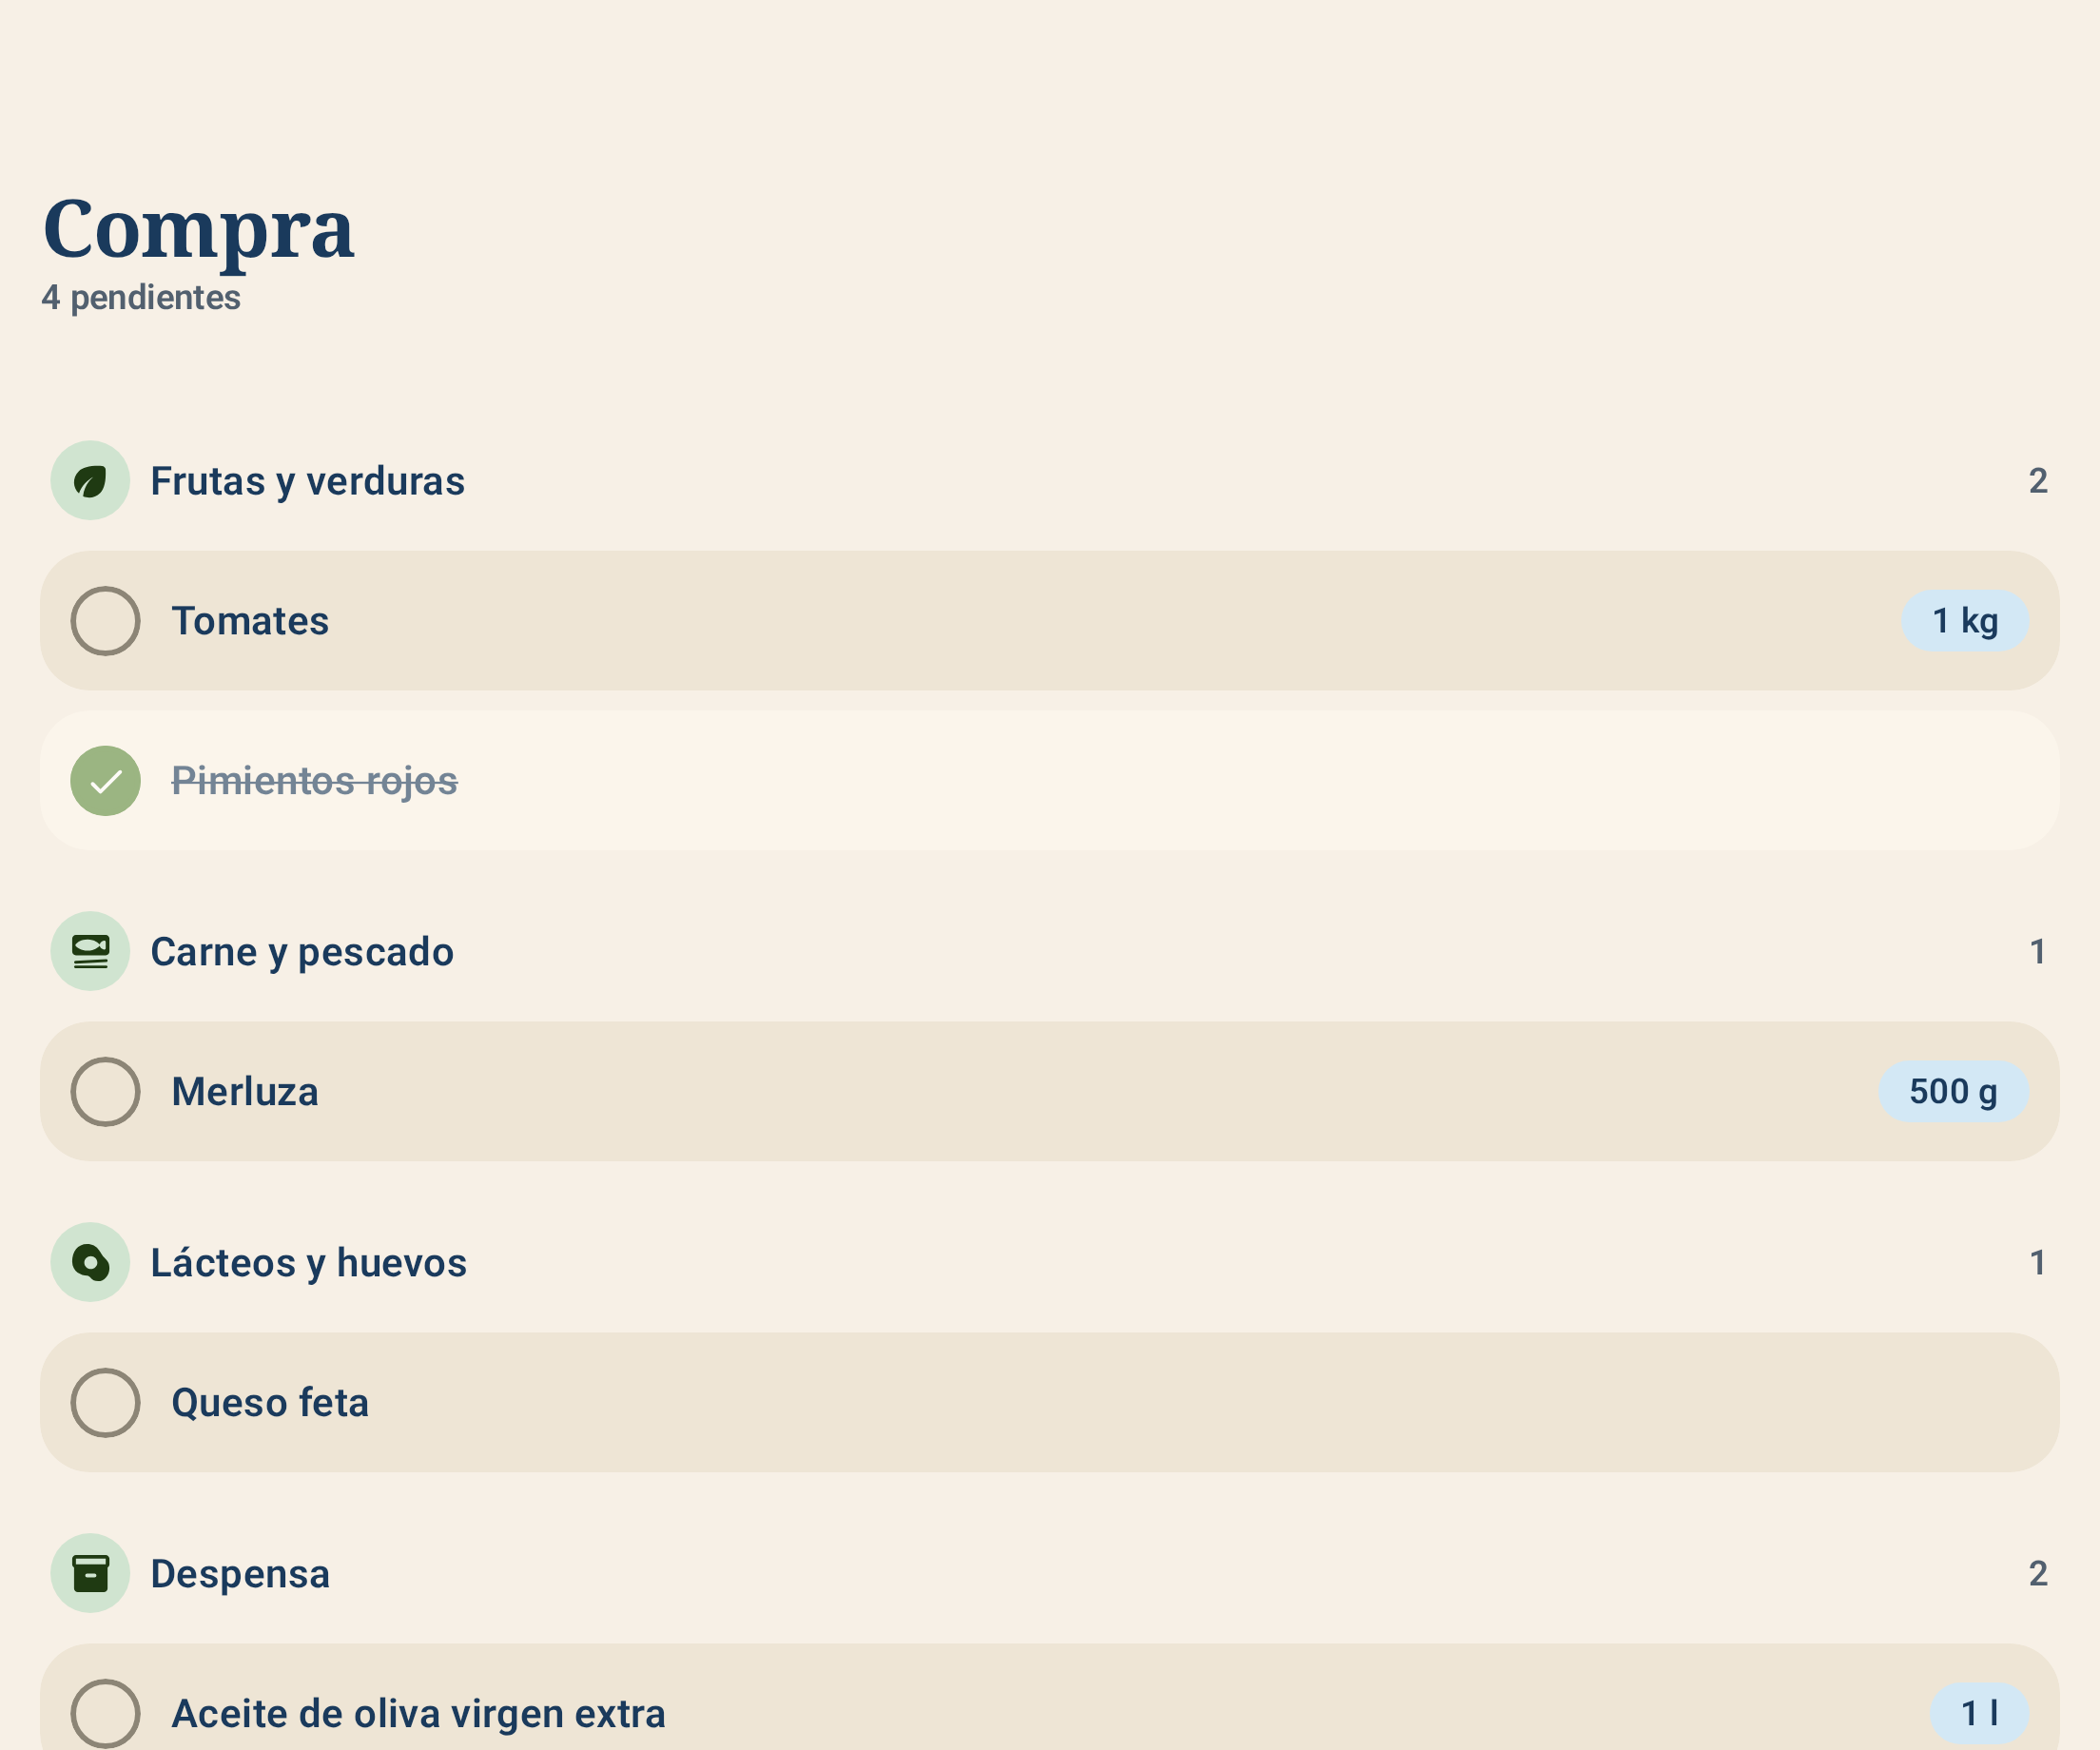 Compra
4 pendientes
Frutas y verduras 2
Tomates 1 kg
Pimientos rojos
Carne y pescado 1
Merluza 500 g
Lácteos y huevos 1
Queso feta
Despensa 2
Aceite de oliva virgen extra 1 l